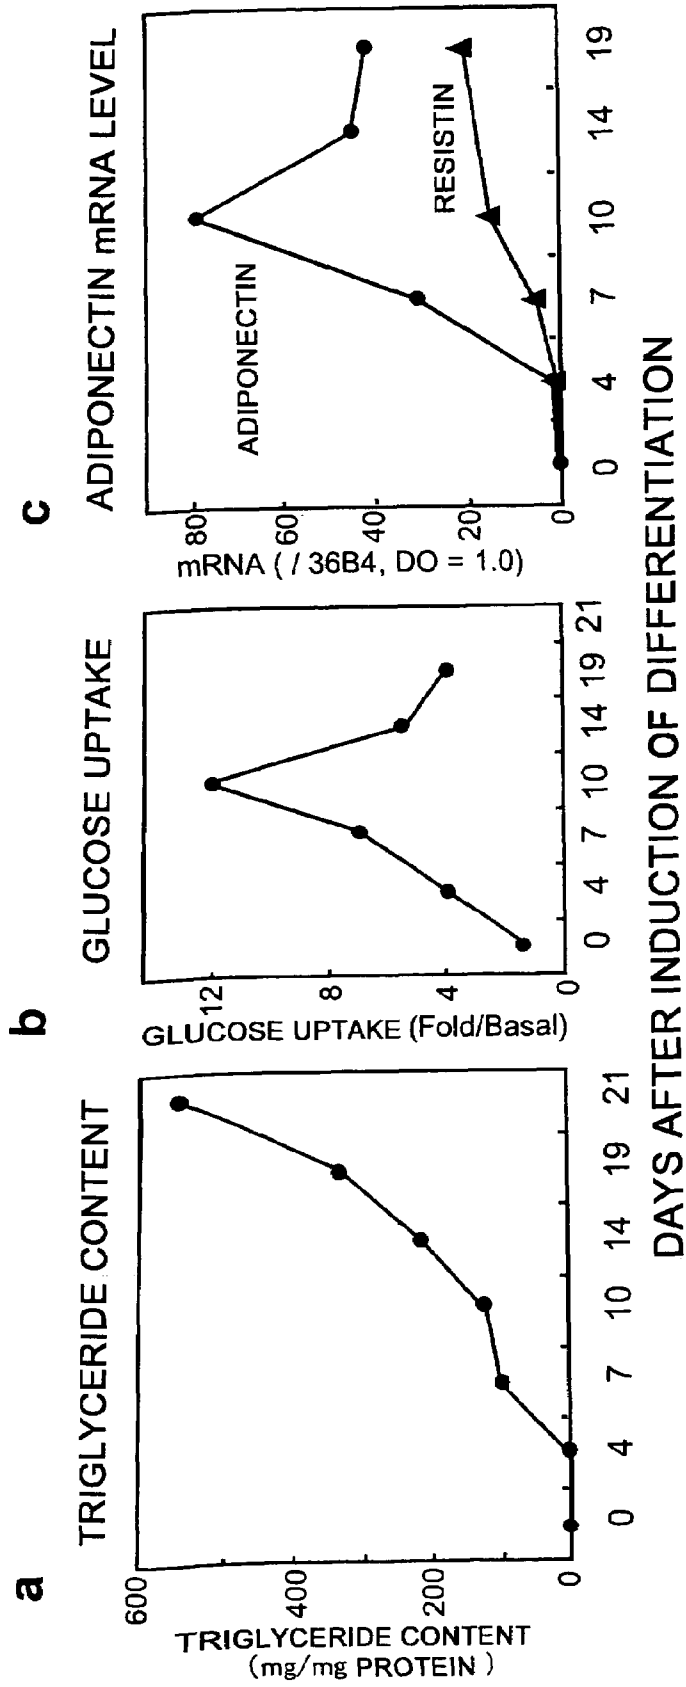 a
TRIGLYCERIDE CONTENT
TRIGLYCERIDE CONTENT
(mg/mg PROTEIN )
600
400
200
0
0 4 7 10 14 19 21
b
GLUCOSE UPTAKE
GLUCOSE UPTAKE (Fold/Basal)
12
8
4
0
0 4 7 10 14 19 21
c
ADIPONECTIN mRNA LEVEL
mRNA ( / 36B4, DO = 1.0)
80
60
40
20
0
ADIPONECTIN
RESISTIN
0 4 7 10 14 19
DAYS AFTER INDUCTION OF DIFFERENTIATION